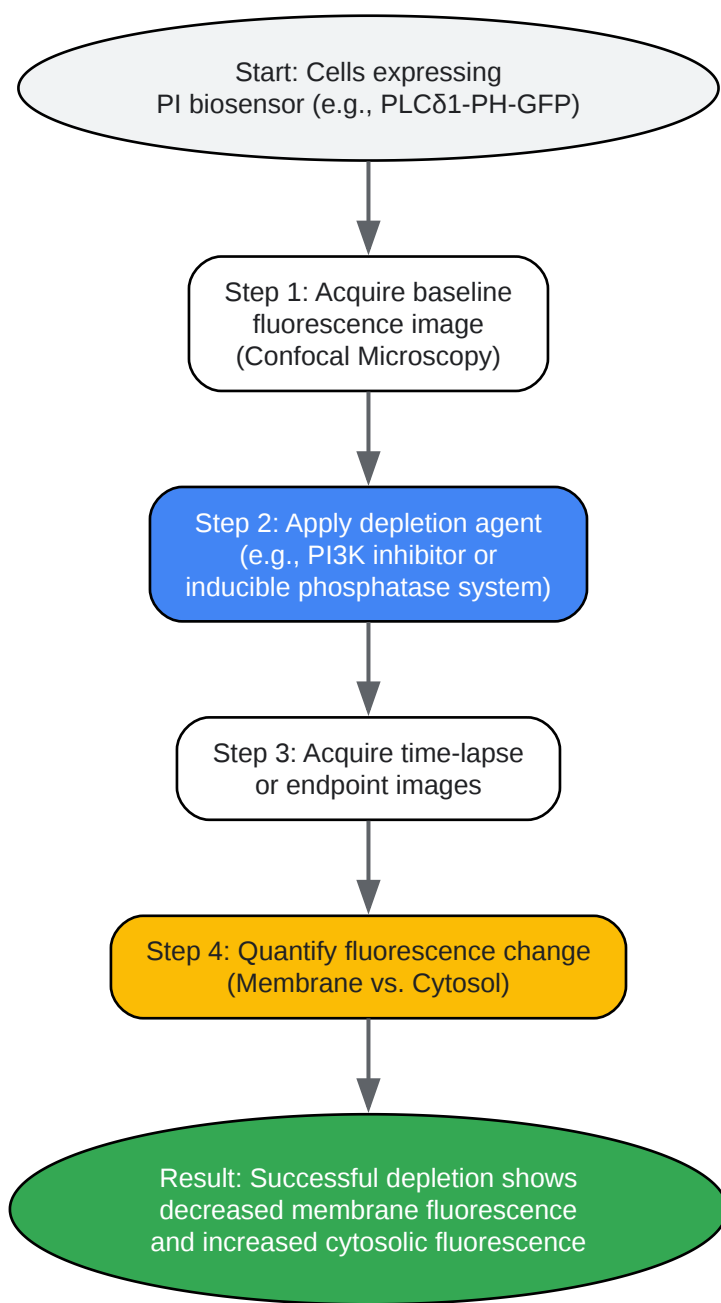 Start: Cells expressing
PI biosensor (e.g., PLCδ1-PH-GFP)
Step 1: Acquire baseline
fluorescence image
(Confocal Microscopy)
Step 2: Apply depletion agent
(e.g., PI3K inhibitor or
inducible phosphatase system)
Step 3: Acquire time-lapse
or endpoint images
Step 4: Quantify fluorescence change
(Membrane vs. Cytosol)
Result: Successful depletion shows
decreased membrane fluorescence
and increased cytosolic fluorescence